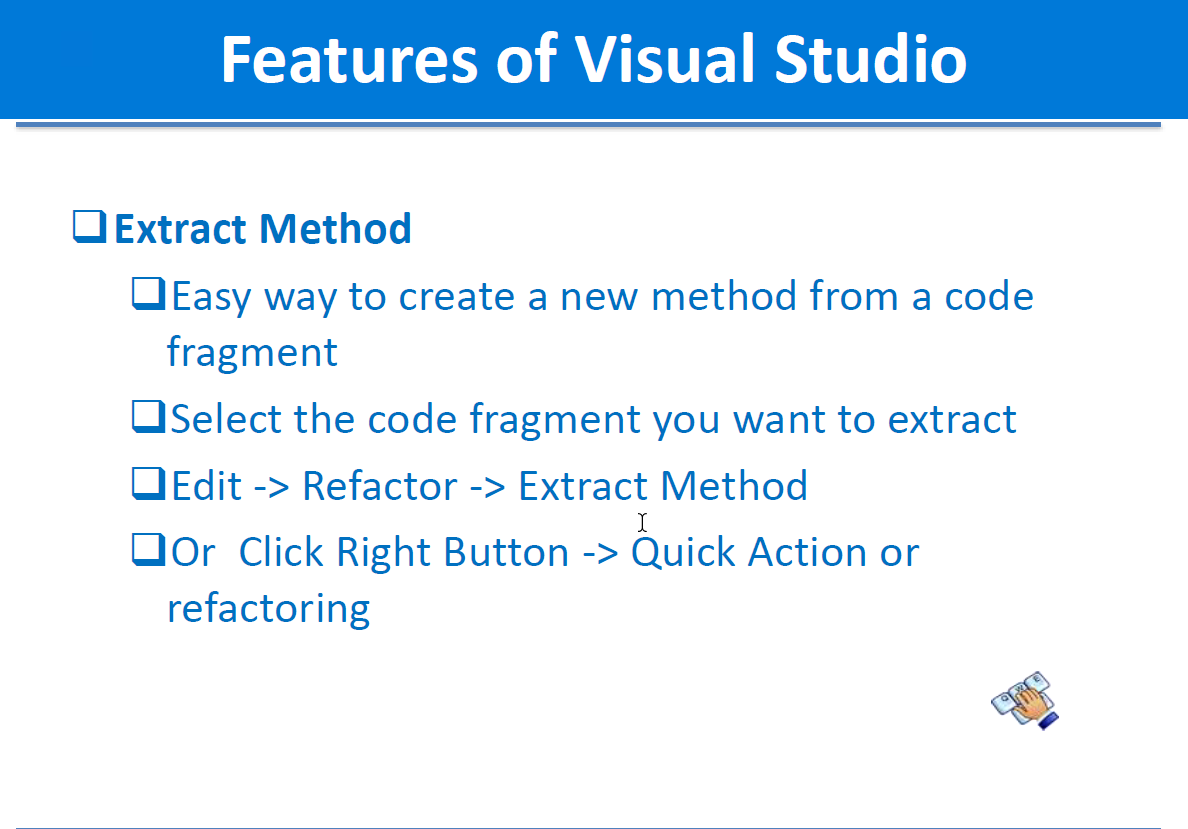 Features of Visual Studio
Extract Method
Easy way to create a new method from a code
fragment
Select the code fragment you want to extract
Edit -> Refactor -> Extract Method
Or  Click Right Button -> Quick Action or
refactoring
Q W E